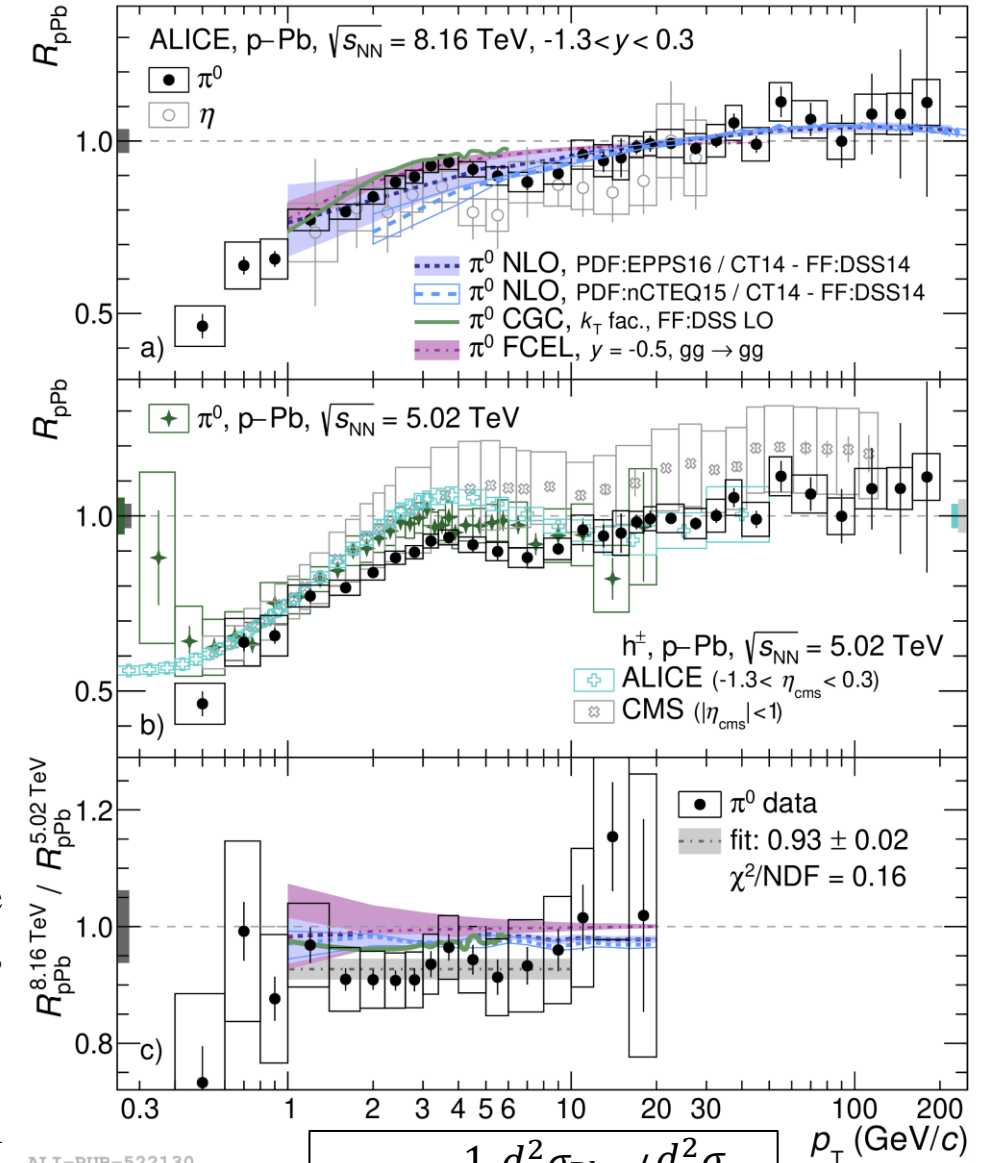 R_pPb
ALICE, p–Pb, √s_NN = 8.16 TeV, -1.3<y<0.3
π⁰
η
1.0
0.5
π⁰ NLO, PDF:EPPS16 / CT14 - FF:DSS14
π⁰ NLO, PDF:nCTEQ15 / CT14 - FF:DSS14
π⁰ CGC, k_T fac., FF:DSS LO
π⁰ FCEL, y = -0.5, gg → gg
a)
R_pPb
π⁰, p–Pb, √s_NN = 5.02 TeV
1.0
0.5
h^±, p–Pb, √s_NN = 5.02 TeV
ALICE (-1.3< η_cms < 0.3)
CMS (|η_cms|<1)
b)
R_pPb^8.16 TeV / R_pPb^5.02 TeV
1.2
1.0
0.8
π⁰ data
fit: 0.93 ± 0.02
χ²/NDF = 0.16
c)
0.3 1 2 3 4 5 6 10 20 30 100 200
p_T (GeV/c)